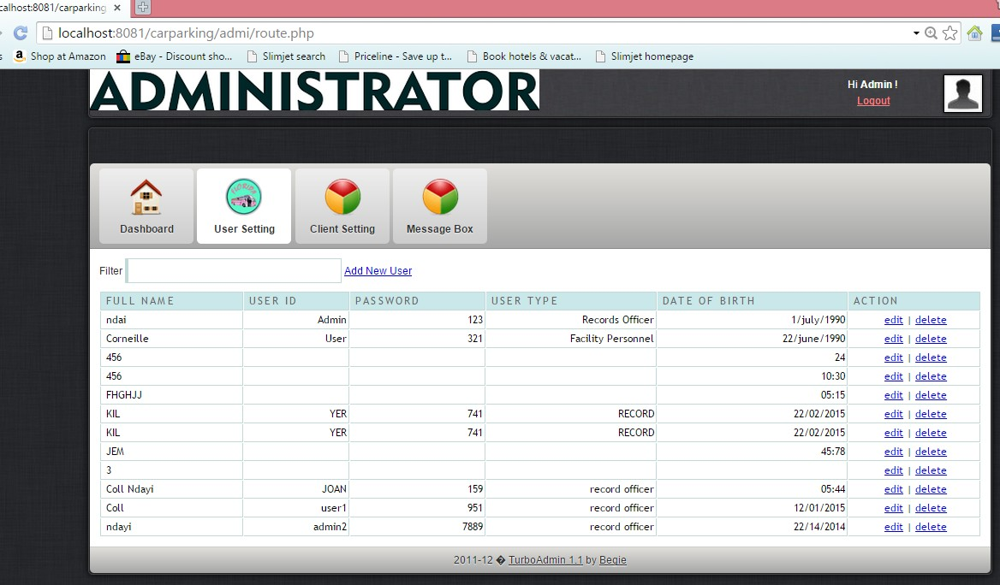 calhost:8081/carparking
localhost:8081/carparking/admi/route.php
s Shop at Amazon eBay - Discount sho... Slimjet search Priceline - Save up t... Book hotels & vacat... Slimjet homepage
ADMINISTRATOR
Hi Admin !
Logout
FLORIDA
Dashboard User Setting Client Setting Message Box
Filter Add New User
FULL NAME USER ID PASSWORD USER TYPE DATE OF BIRTH ACTION
ndai Admin 123 Records Officer 1/july/1990 edit | delete
Corneille User 321 Facility Personnel 22/june/1990 edit | delete
456 24 edit | delete
456 10:30 edit | delete
FHGHJJ 05:15 edit | delete
KIL YER 741 RECORD 22/02/2015 edit | delete
KIL YER 741 RECORD 22/02/2015 edit | delete
JEM 45:78 edit | delete
3 edit | delete
Coll Ndayi JOAN 159 record officer 05:44 edit | delete
Coll user1 951 record officer 12/01/2015 edit | delete
ndayi admin2 7889 record officer 22/14/2014 edit | delete
2011-12 � TurboAdmin 1.1 by Begie